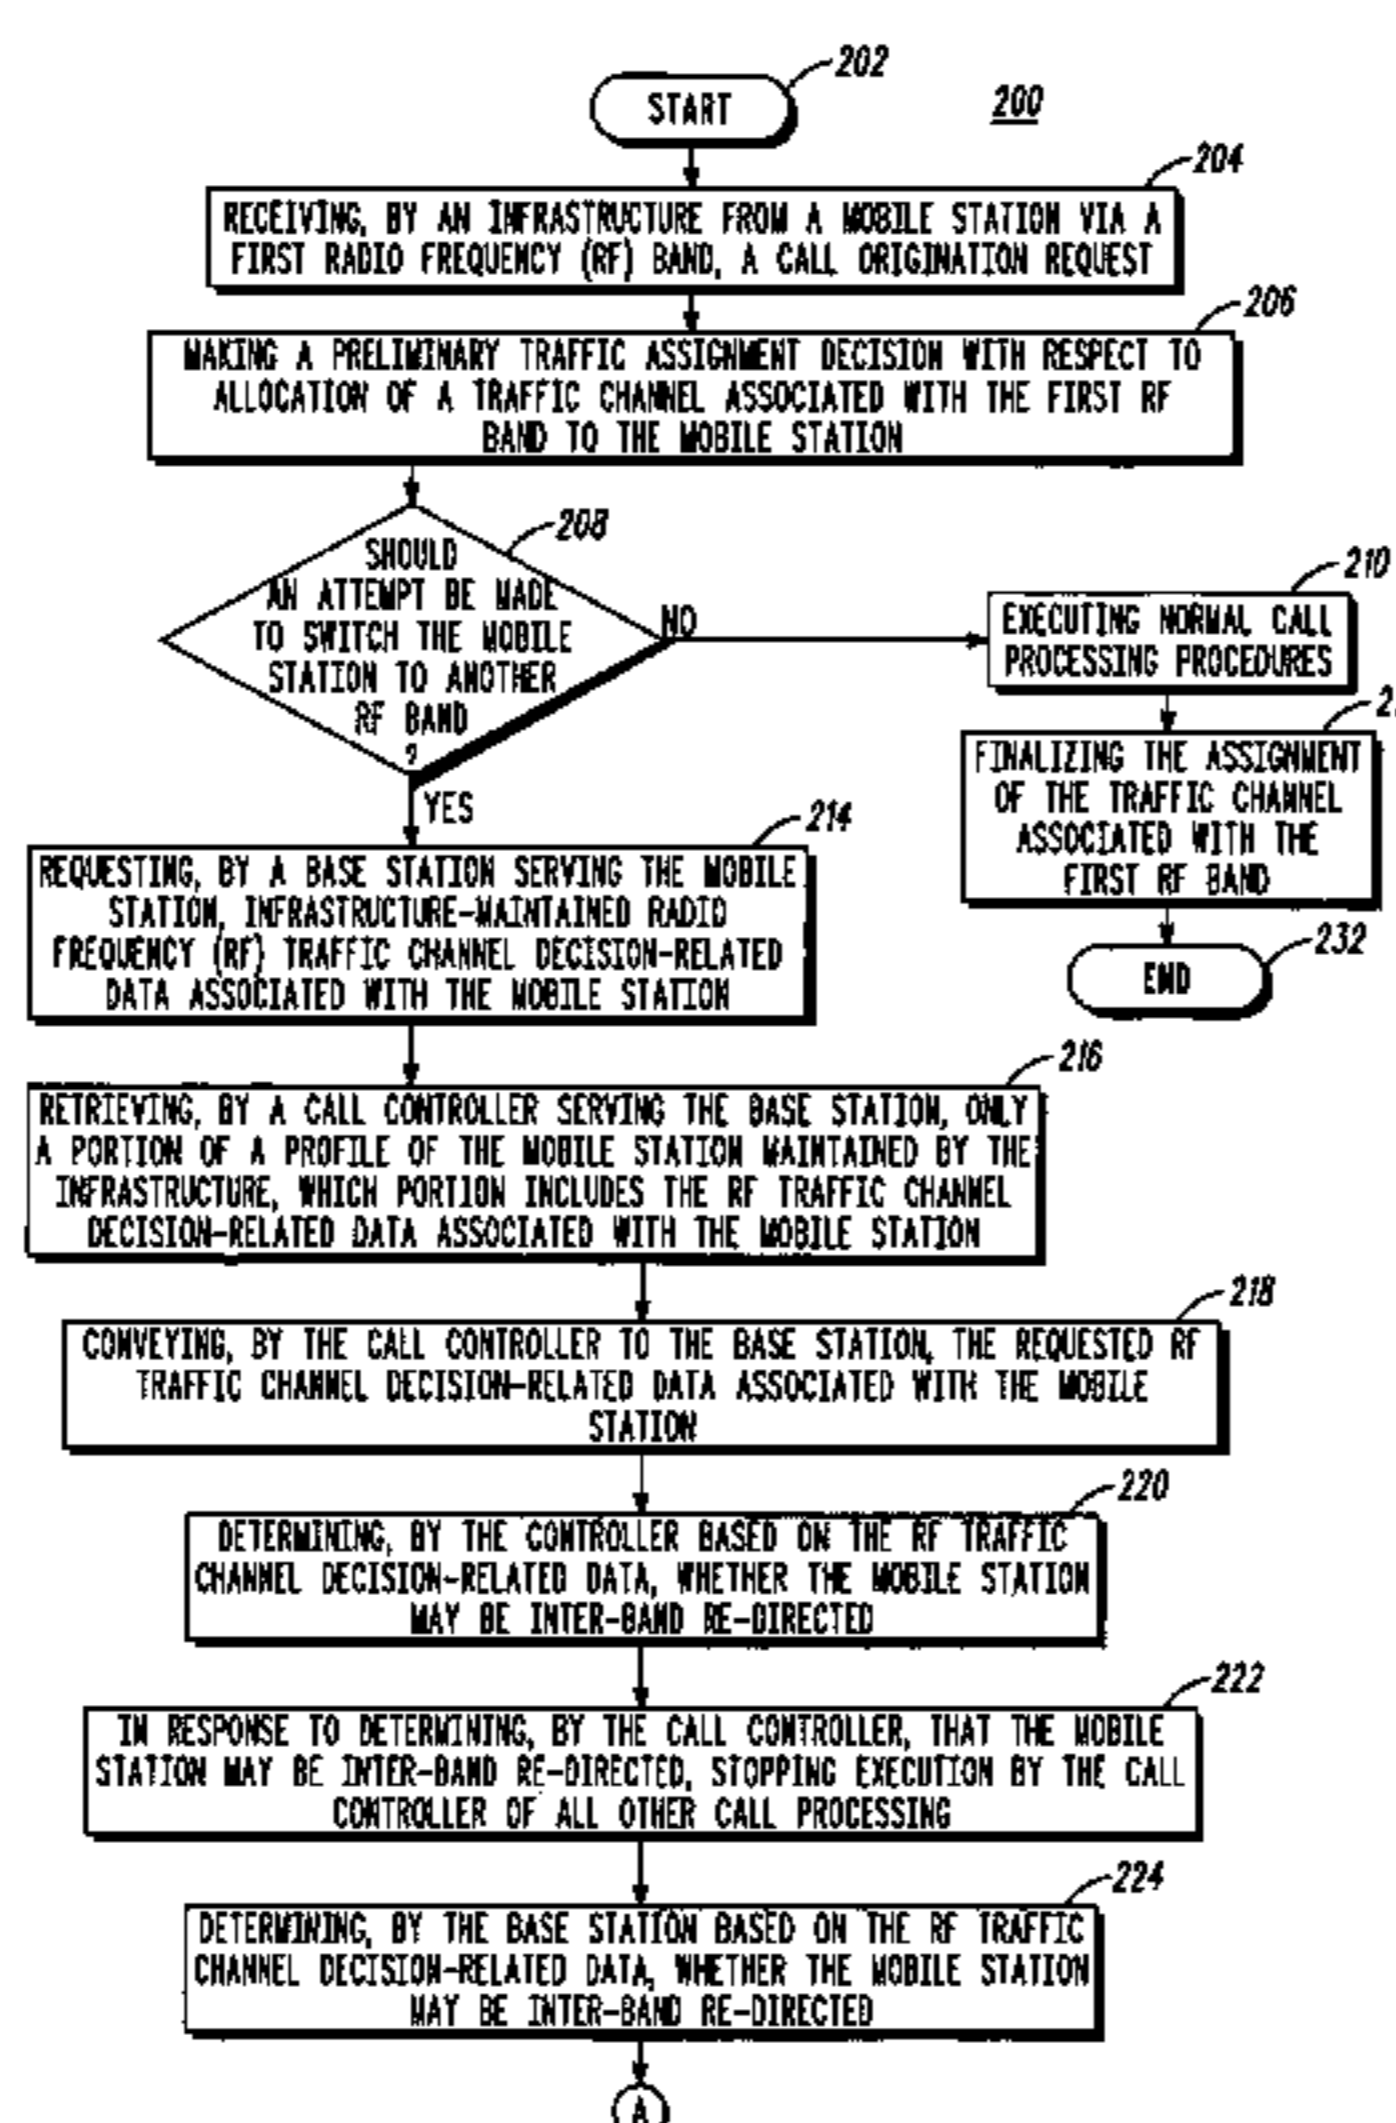 202
START
200
204
RECEIVING, BY AN INFRASTRUCTURE FROM A MOBILE STATION VIA A
FIRST RADIO FREQUENCY (RF) BAND, A CALL ORIGINATION REQUEST
206
MAKING A PRELIMINARY TRAFFIC ASSIGNMENT DECISION WITH RESPECT TO
ALLOCATION OF A TRAFFIC CHANNEL ASSOCIATED WITH THE FIRST RF
BAND TO THE MOBILE STATION
208
SHOULD
AN ATTEMPT BE MADE
TO SWITCH THE MOBILE
STATION TO ANOTHER
RF BAND
?
NO
210
EXECUTING NORMAL CALL
PROCESSING PROCEDURES
FINALIZING THE ASSIGNMENT
OF THE TRAFFIC CHANNEL
ASSOCIATED WITH THE
FIRST RF BAND
232
END
YES
214
REQUESTING, BY A BASE STATION SERVING THE MOBILE
STATION, INFRASTRUCTURE-MAINTAINED RADIO
FREQUENCY (RF) TRAFFIC CHANNEL DECISION-RELATED
DATA ASSOCIATED WITH THE MOBILE STATION
216
RETRIEVING, BY A CALL CONTROLLER SERVING THE BASE STATION, ONLY
A PORTION OF A PROFILE OF THE MOBILE STATION MAINTAINED BY THE
INFRASTRUCTURE, WHICH PORTION INCLUDES THE RF TRAFFIC CHANNEL
DECISION-RELATED DATA ASSOCIATED WITH THE MOBILE STATION
218
CONVEYING, BY THE CALL CONTROLLER TO THE BASE STATION, THE REQUESTED RF
TRAFFIC CHANNEL DECISION-RELATED DATA ASSOCIATED WITH THE MOBILE
STATION
220
DETERMINING, BY THE CONTROLLER BASED ON THE RF TRAFFIC
CHANNEL DECISION-RELATED DATA, WHETHER THE MOBILE STATION
MAY BE INTER-BAND RE-DIRECTED
222
IN RESPONSE TO DETERMINING, BY THE CALL CONTROLLER, THAT THE MOBILE
STATION MAY BE INTER-BAND RE-DIRECTED, STOPPING EXECUTION BY THE CALL
CONTROLLER OF ALL OTHER CALL PROCESSING
224
DETERMINING, BY THE BASE STATION BASED ON THE RF TRAFFIC
CHANNEL DECISION-RELATED DATA, WHETHER THE MOBILE STATION
MAY BE INTER-BAND RE-DIRECTED
A